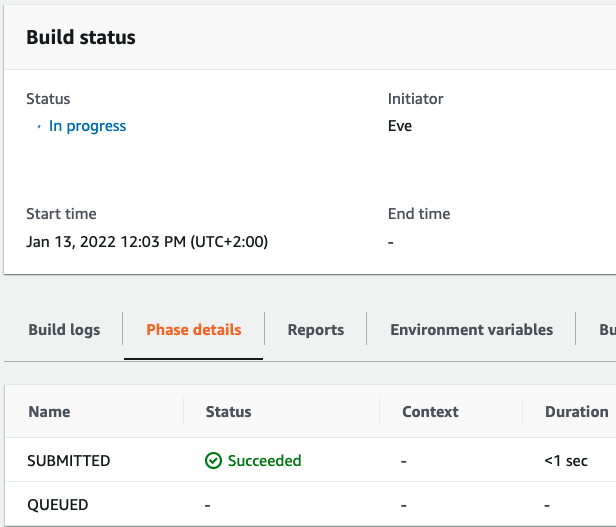 Build status
Status Initiator
In progress Eve
Start time End time
Jan 13, 2022 12:03 PM (UTC+2:00) -
Build logs Phase details Reports Environment variables Bu
Name Status Context Duration
SUBMITTED Succeeded - <1 sec
QUEUED - - -